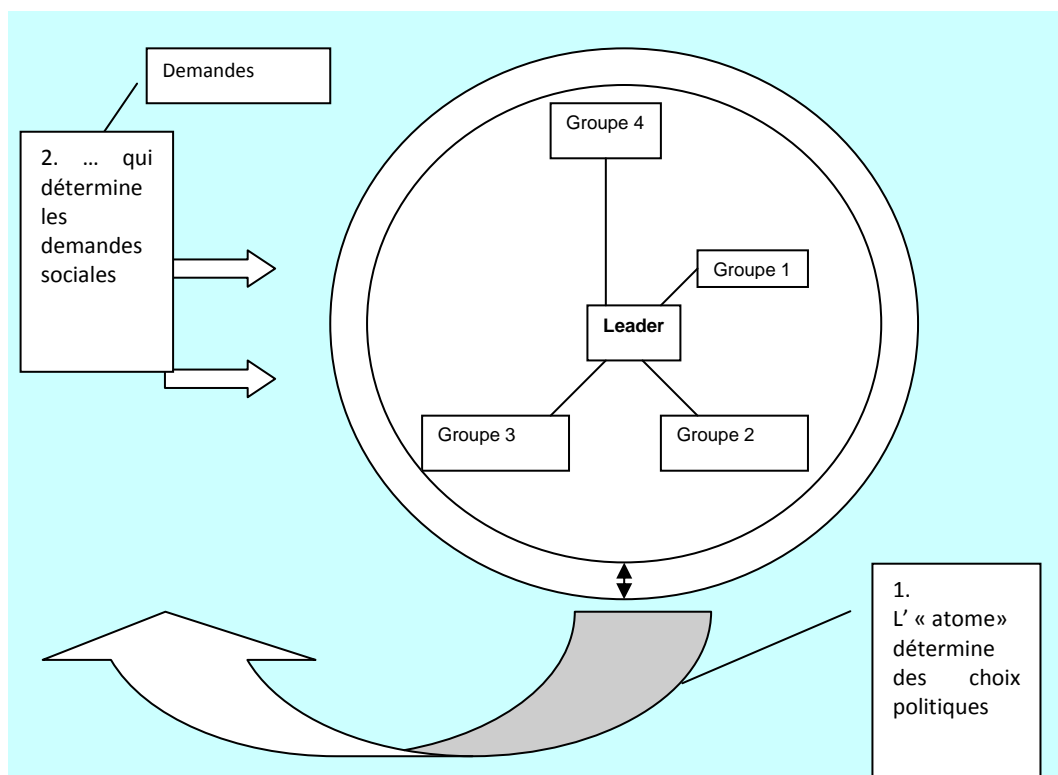 Demandes
2. … qui
détermine
les
demandes
sociales
Groupe 4
Groupe 1
Leader
Groupe 3
Groupe 2
1.
L’ « atome»
détermine
des choix
politiques